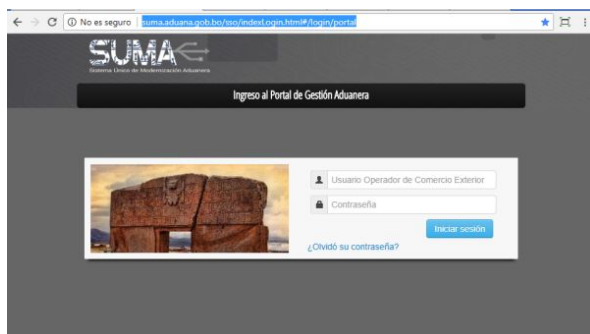 No es seguro | suma.aduana.gob.bo/sso/indexLogin.html#/login/portal
SUMA
Sistema Único de Modernización Aduanera
Ingreso al Portal de Gestión Aduanera
Usuario Operador de Comercio Exterior
Contraseña
Iniciar sesión
¿Olvidó su contraseña?